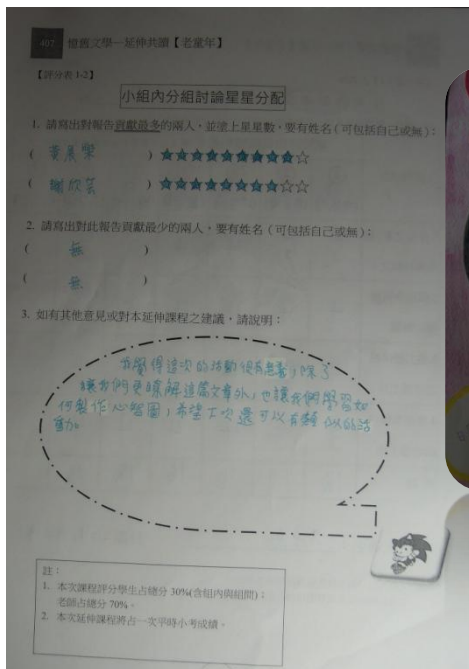 407 憶舊文學—延伸共讀【老童年】
【評分表 1-2】
小組內分組討論星星分配
1. 請寫出對報告貢獻最多的兩人，並塗上星星數，要有姓名（可包括自己或無）：
( 黃晨樂 ) ★★★★★★★★★☆
( 謝欣芸 ) ★★★★★★★★☆☆
2. 請寫出對此報告貢獻最少的兩人，要有姓名（可包括自己或無）：
( 無 )
( 無 )
3. 如有其他意見或對本延伸課程之建議，請說明：
我覺得這次的活動很有意義，除了
讓我們更瞭解這篇文章外，也讓我們學習如
何製作心智圖，希望下次還可以有類似的活
動。
註：
1. 本次課程評分學生占總分 30%(含組內與組間)；
老師占總分 70%。
2. 本次延伸課程將占一次平時小考成績。